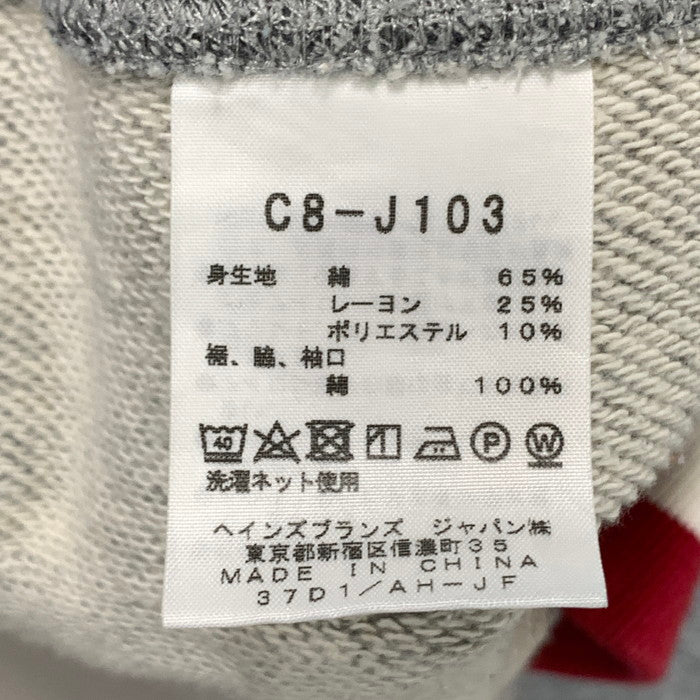 C8-J103
身生地 綿 65%
レーヨン 25%
ポリエステル 10%
裾、脇、袖口
綿 100%
40 P W
洗濯ネット使用
ヘインズブランズ ジャパン㈱
東京都新宿区信濃町35
MADE IN CHINA
37D1/AH-JF